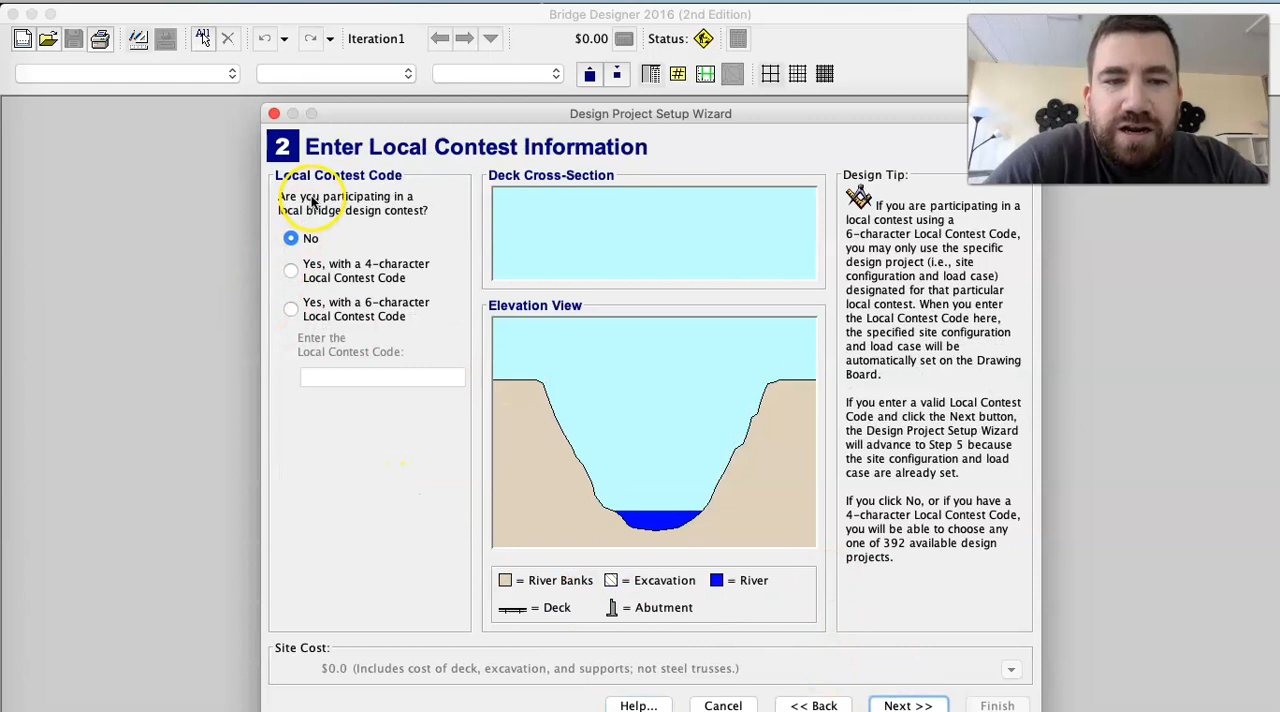 Bridge Designer 2016 (2nd Edition)
Iteration1
$0.00
Status:
Design Project Setup Wizard
2 Enter Local Contest Information
Local Contest Code
Are you participating in a
local bridge design contest?
No
Yes, with a 4-character
Local Contest Code
Yes, with a 6-character
Local Contest Code
Enter the
Local Contest Code:
Deck Cross-Section
Elevation View
= River Banks
= Excavation
= River
= Deck
= Abutment
Design Tip:
If you are participating in a
local contest using a
6-character Local Contest Code,
you may only use the specific
design project (i.e., site
configuration and load case)
designated for that particular
local contest. When you enter
the Local Contest Code here,
the specified site configuration
and load case will be
automatically set on the Drawing
Board.
If you enter a valid Local Contest
Code and click the Next button,
the Design Project Setup Wizard
will advance to Step 5 because
the site configuration and load
case are already set.
If you click No, or if you have a
4-character Local Contest Code,
you will be able to choose any
one of 392 available design
projects.
Site Cost:
$0.0 (Includes cost of deck, excavation, and supports; not steel trusses.)
Help...
Cancel
<< Back
Next >>
Finish